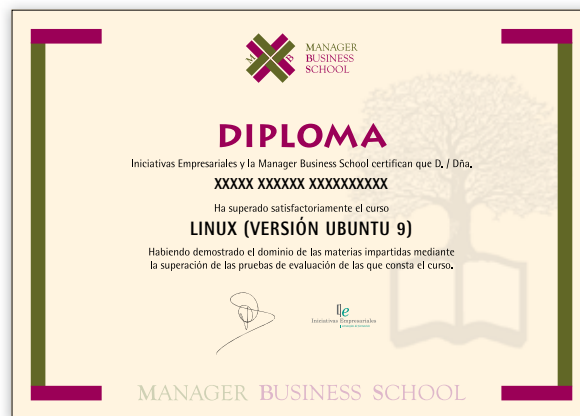 M B
MANAGER
BUSINESS
SCHOOL
DIPLOMA
Iniciativas Empresariales y la Manager Business School certifican que D. / Dña.
XXXXX XXXXXX XXXXXXXXXX
Ha superado satisfactoriamente el curso
LINUX (VERSIÓN UBUNTU 9)
Habiendo demostrado el dominio de las materias impartidas mediante
la superación de las pruebas de evaluación de las que consta el curso.
Iniciativas Empresariales
MANAGER BUSINESS SCHOOL